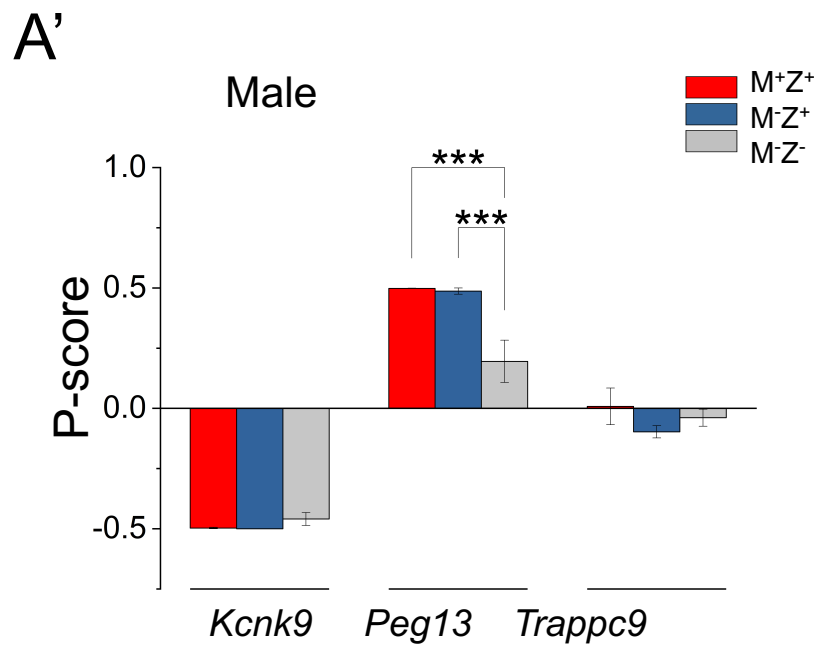 A'
Male
M⁺Z⁺
M⁻Z⁺
M⁻Z⁻
***
***
1.0
0.5
0.0
-0.5
P-score
Kcnk9 Peg13 Trappc9